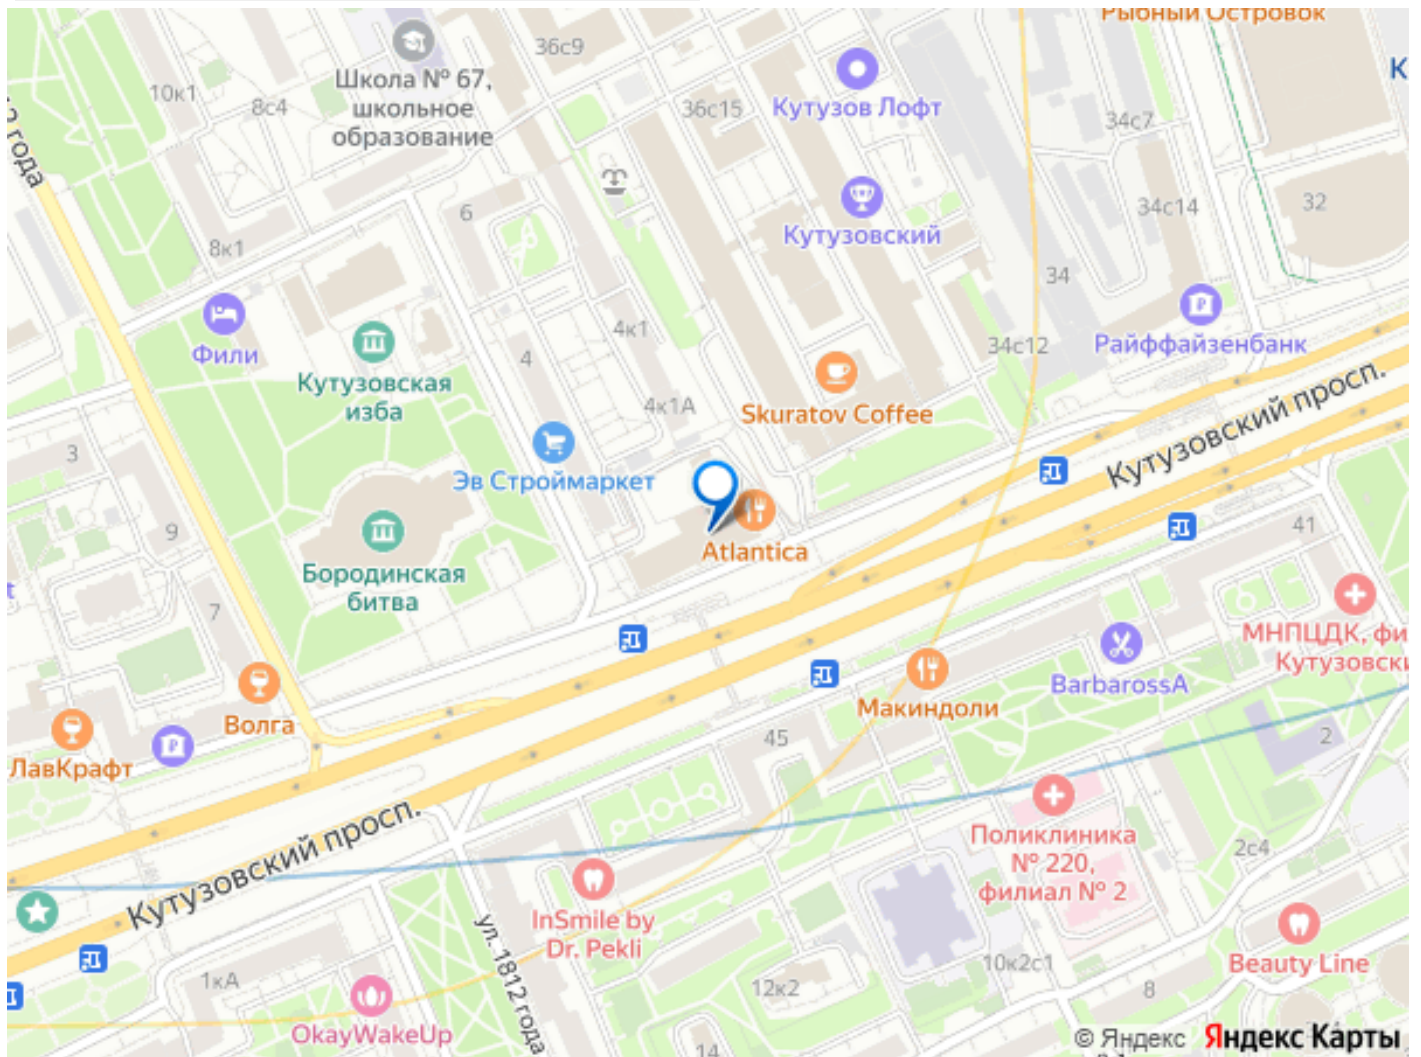 Рыбный Островок
36с9
К
Школа № 67,
школьное
образование
10к1
8с4
36с15
Кутузов Лофт
34с7
года
6
34с14
32
8к1
Кутузовский
34
Фили
4к1
4
34с12
Райффайзенбанк
Кутузовская
изба
4к1А
Skuratov Coffee
Кутузовский просп.
3
Эв Строймаркет
9
41
Atlantica
Бородинская
битва
7
МНПЦДК, фи
Кутузовски
BarbarossA
Волга
Макиндоли
45
2
ЛавКрафт
Кутузовский просп.
Поликлиника
№ 220,
филиал № 2
2с4
InSmile by
Dr. Pekli
ул. 1812 года
1кА
10к2с1
Beauty Line
12к2
8
OkayWakeUp
14
© Яндекс Яндекс Карты